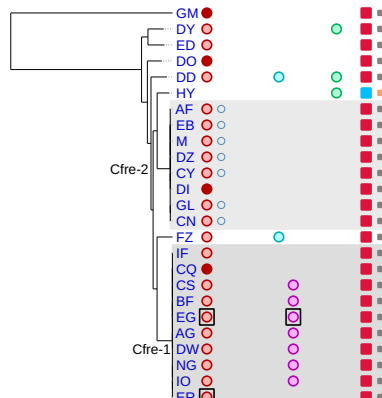 GM
DY
ED
DO
DD
HY
AF
EB
M
DZ
Cfre-2 CY
DI
GL
CN
FZ
IF
CQ
CS
BF
EG
AG
Cfre-1 DW
NG
IO